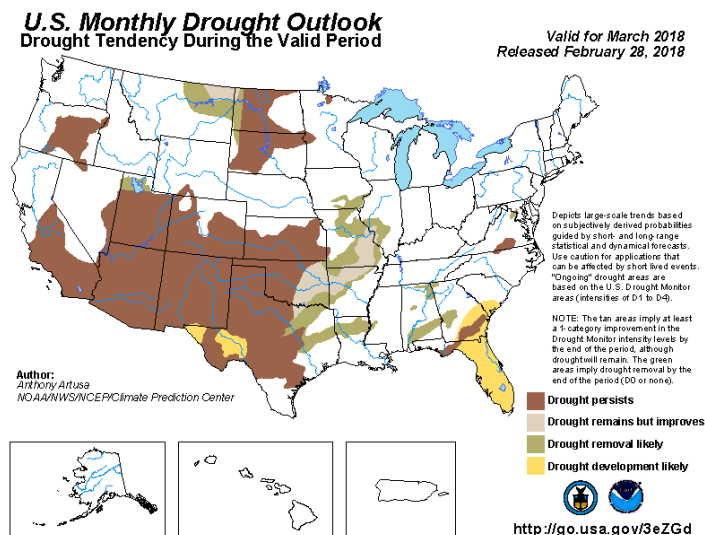 U.S. Monthly Drought Outlook
Drought Tendency During the Valid Period
Valid for March 2018
Released February 28, 2018
Depicts large-scale trends based
on subjectively derived probabilities
guided by short- and long-range
statistical and dynamical forecasts.
Use caution for applications that
can be affected by short lived events.
"Ongoing" drought areas are
based on the U.S. Drought Monitor
areas (intensities of D1 to D4).
NOTE: The tan areas imply at least
a 1-category improvement in the
Drought Monitor intensity levels by
the end of the period, although
drought will remain. The green
areas imply drought removal by the
end of the period (D0 or none).
Author:
Anthony Artusa
NOAA/NWS/NCEP/Climate Prediction Center
Drought persists
Drought remains but improves
Drought removal likely
Drought development likely
http://go.usa.gov/3eZGd